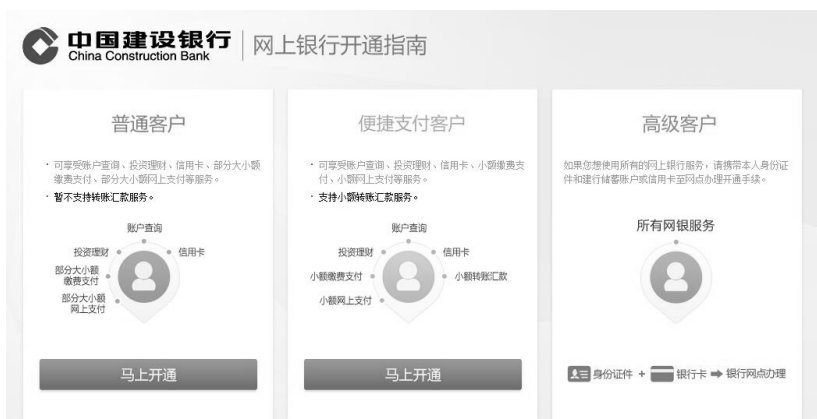 中国建设银行
China Construction Bank
网上银行开通指南
普通客户
· 可享受账户查询、投资理财、信用卡、部分大小额
缴费支付、部分大小额网上支付等服务。
· 暂不支持转账汇款服务。
账户查询
投资理财
信用卡
部分大小额
缴费支付
部分大小额
网上支付
马上开通
便捷支付客户
· 可享受账户查询、投资理财、信用卡、小额缴费支
付、小额网上支付等服务。
· 支持小额转账汇款服务。
账户查询
投资理财
信用卡
小额缴费支付
小额转账汇款
小额网上支付
马上开通
高级客户
如果您想使用所有的网上银行服务，请携带本人身份证
件和建行储蓄账户或信用卡至网点办理开通手续。
所有网银服务
身份证件 + 银行卡 ➡ 银行网点办理